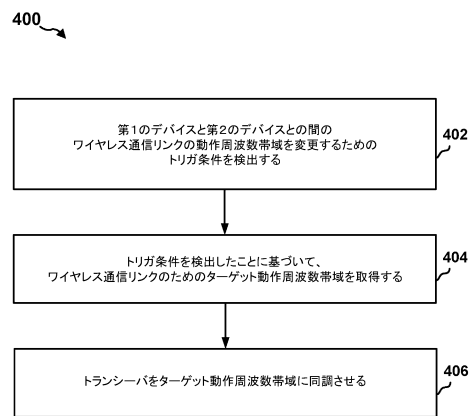 400
第１のデバイスと第２のデバイスとの間の
ワイヤレス通信リンクの動作周波数帯域を変更するための
トリガ条件を検出する
402
トリガ条件を検出したことに基づいて、
ワイヤレス通信リンクのためのターゲット動作周波数帯域を取得する
404
トランシーバをターゲット動作周波数帯域に同調させる
406